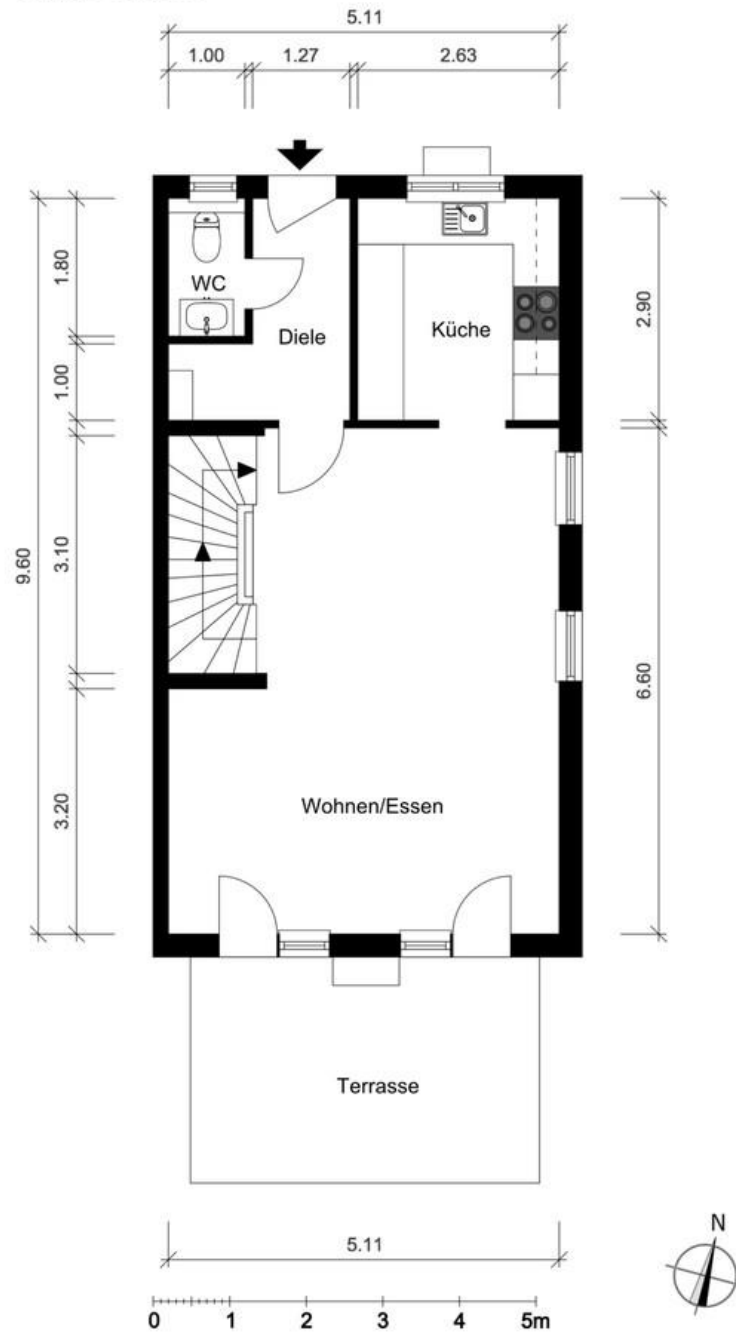 5.11
1.00 1.27 2.63
1.80
WC
Diele
Küche
2.90
1.00
9.60
3.10
6.60
3.20
Wohnen/Essen
Terrasse
5.11
N
0 1 2 3 4 5m